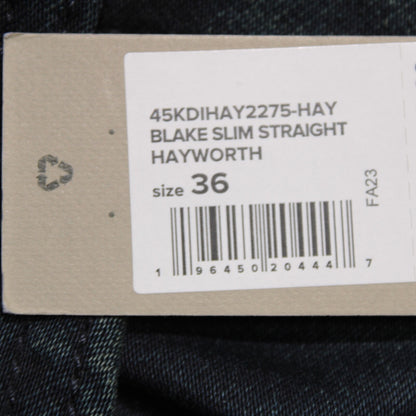 45KDIHAY2275-HAY
BLAKE SLIM STRAIGHT
HAYWORTH
size 36
FA23
1 96450 20444 7